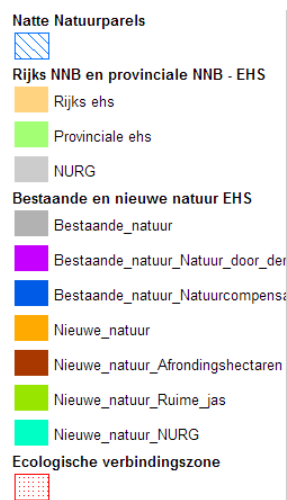 Natte Natuurparels
Rijks NNB en provinciale NNB - EHS
Rijks ehs
Provinciale ehs
NURG
Bestaande en nieuwe natuur EHS
Bestaande_natuur
Bestaande_natuur_Natuur_door_der
Bestaande_natuur_Natuurcompensa
Nieuwe_natuur
Nieuwe_natuur_Afrondingshectaren
Nieuwe_natuur_Ruime_jas
Nieuwe_natuur_NURG
Ecologische verbindingszone